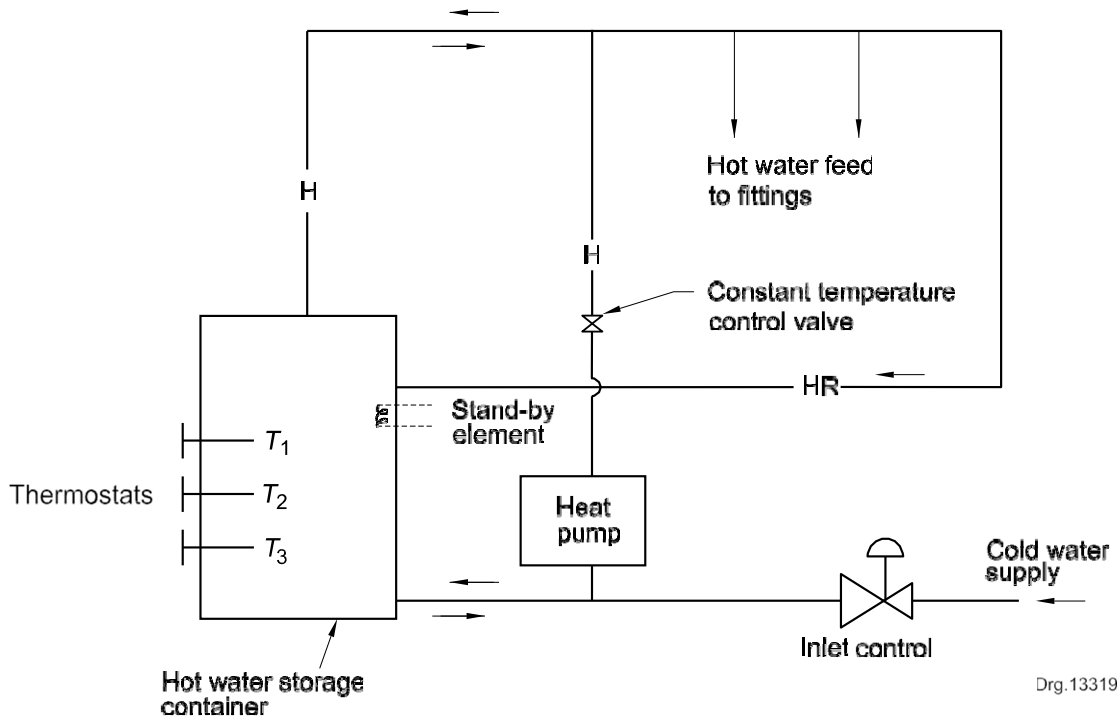 H
Hot water feed
to fittings
H
Constant temperature
control valve
HR
Stand-by
element
T1
Thermostats
T2
T3
Heat
pump
Cold water
supply
Inlet control
Hot water storage
container
Drg.13319